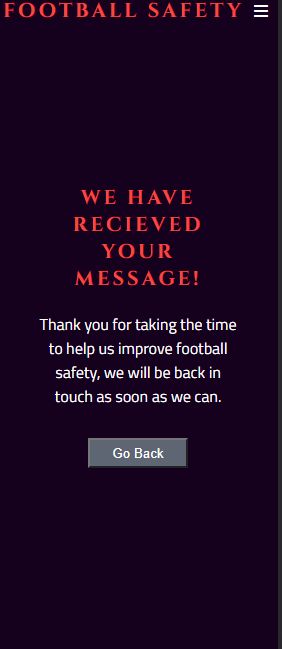 FOOTBALL SAFETY
WE HAVE
RECIEVED
YOUR
MESSAGE!
Thank you for taking the time
to help us improve football
safety, we will be back in
touch as soon as we can.
Go Back